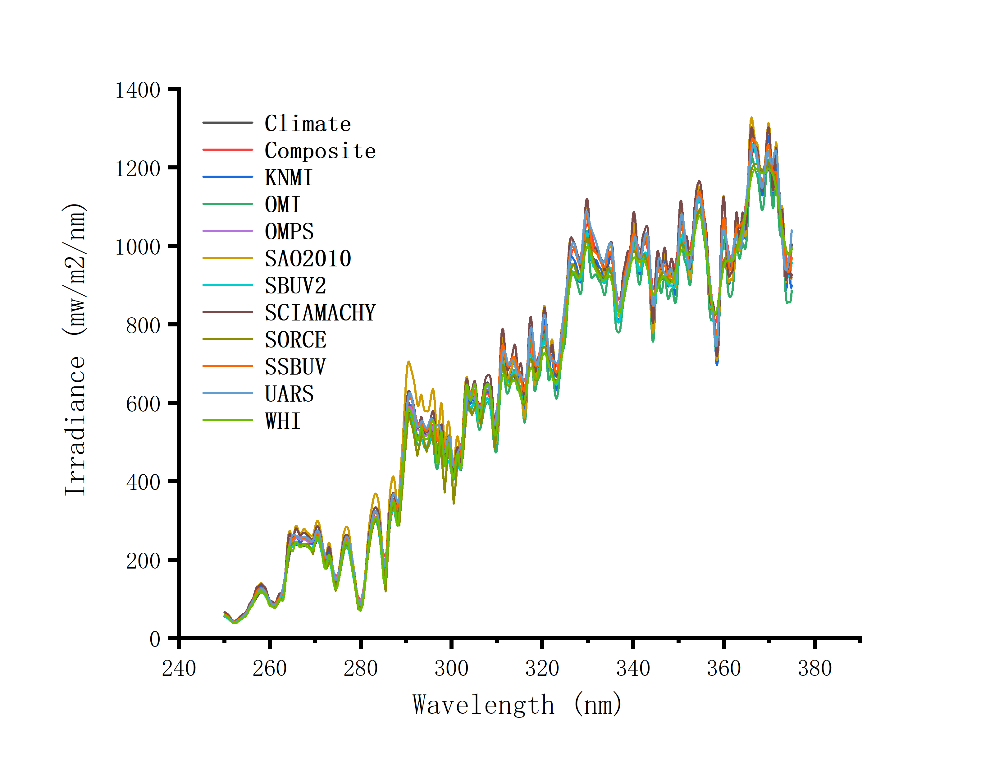 1400
1200
1000
800
600
400
200
0
Irradiance (mw/m2/nm)
Climate
Composite
KNMI
OMI
OMPS
SAO2010
SBUV2
SCIAMACHY
SORCE
SSBUV
UARS
WHI
240 260 280 300 320 340 360 380
Wavelength (nm)